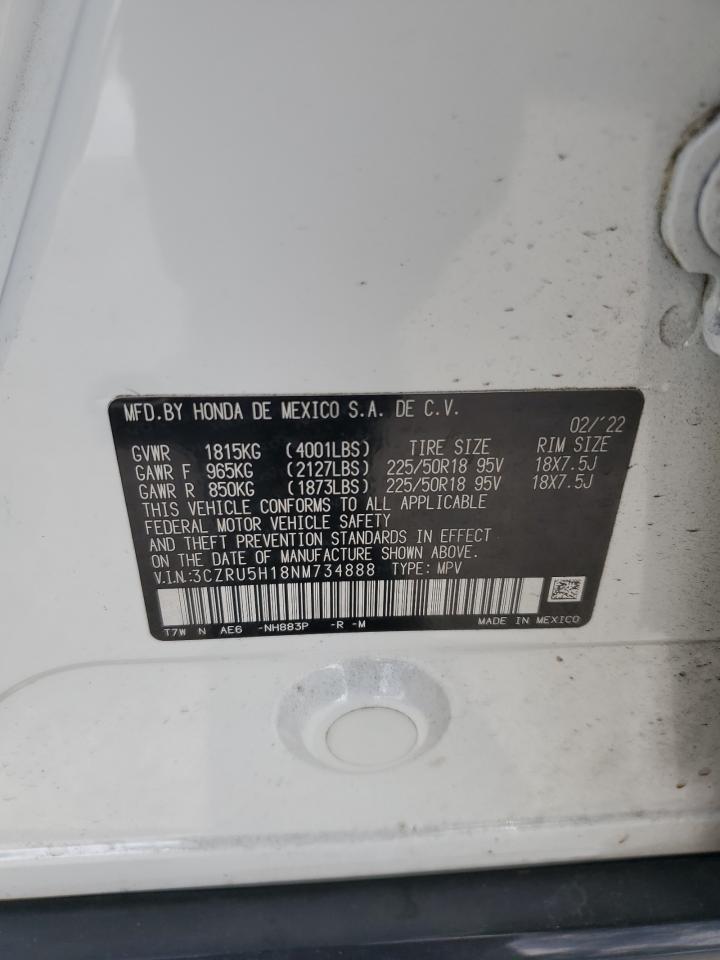 MFD.BY HONDA DE MEXICO S.A. DE C.V.
02/'22
GVWR 1815KG (4001LBS) TIRE SIZE RIM SIZE
GAWR F 965KG (2127LBS) 225/50R18 95V 18X7.5J
GAWR R 850KG (1873LBS) 225/50R18 95V 18X7.5J
THIS VEHICLE CONFORMS TO ALL APPLICABLE
FEDERAL MOTOR VEHICLE SAFETY
AND THEFT PREVENTION STANDARDS IN EFFECT
ON THE DATE OF MANUFACTURE SHOWN ABOVE.
V.I.N.:3CZRU5H18NM734888 TYPE: MPV
T7W N AE6 -NH883P -R -M MADE IN MEXICO